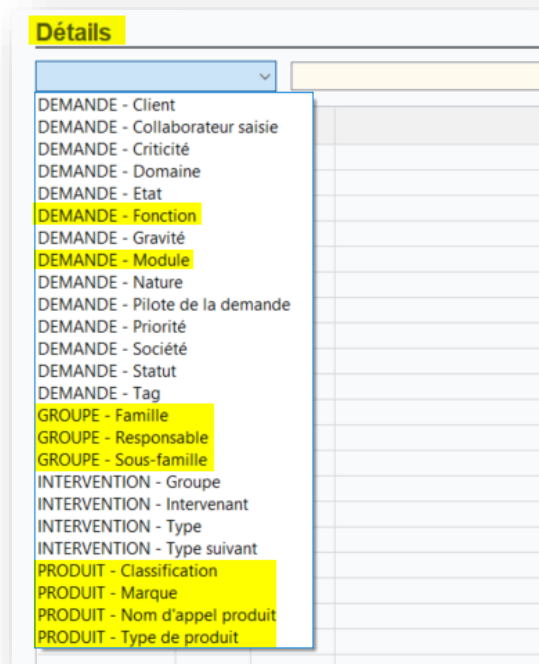 Détails
DEMANDE - Client
DEMANDE - Collaborateur saisie
DEMANDE - Criticité
DEMANDE - Domaine
DEMANDE - Etat
DEMANDE - Fonction
DEMANDE - Gravité
DEMANDE - Module
DEMANDE - Nature
DEMANDE - Pilote de la demande
DEMANDE - Priorité
DEMANDE - Société
DEMANDE - Statut
DEMANDE - Tag
GROUPE - Famille
GROUPE - Responsable
GROUPE - Sous-famille
INTERVENTION - Groupe
INTERVENTION - Intervenant
INTERVENTION - Type
INTERVENTION - Type suivant
PRODUIT - Classification
PRODUIT - Marque
PRODUIT - Nom d'appel produit
PRODUIT - Type de produit